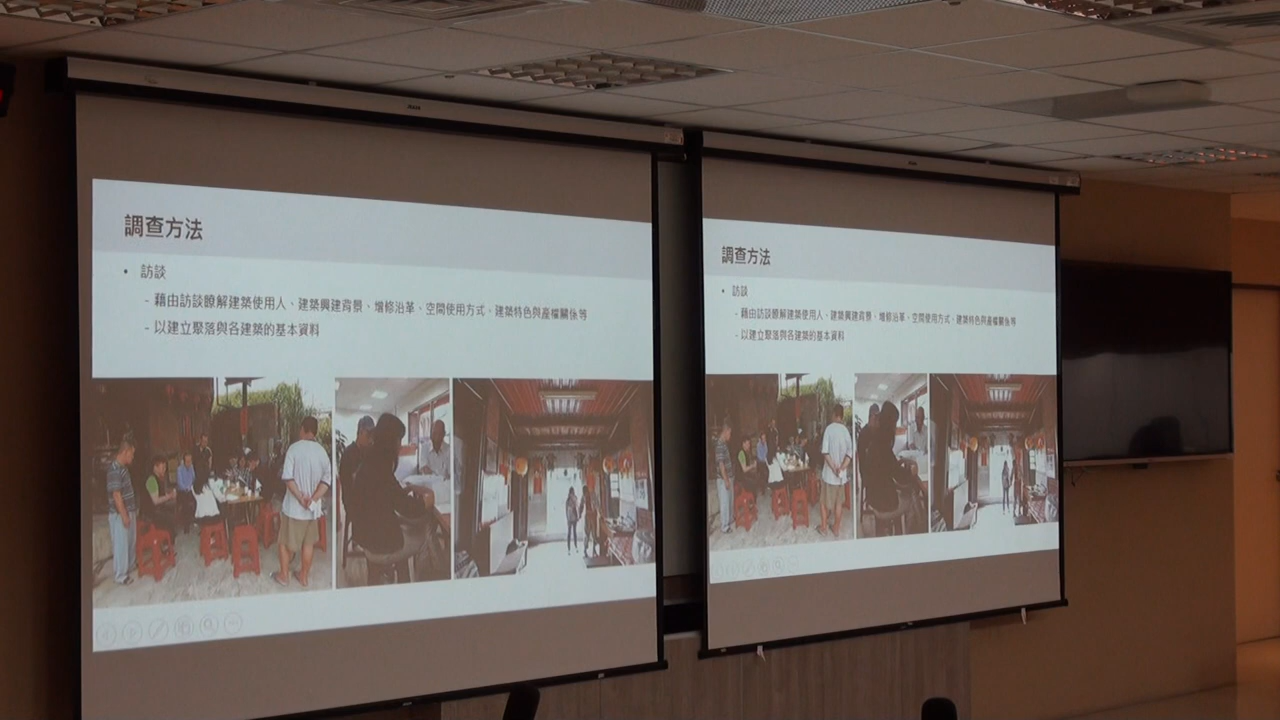 調查方法
• 訪談
- 藉由訪談瞭解建築使用人、建築興建背景、增修沿革、空間使用方式、建築特色與產權關係等
- 以建立聚落與各建築的基本資料
調查方法
• 訪談
- 藉由訪談瞭解建築使用人、建築興建背景、增修沿革、空間使用方式、建築特色與產權關係等
- 以建立聚落與各建築的基本資料